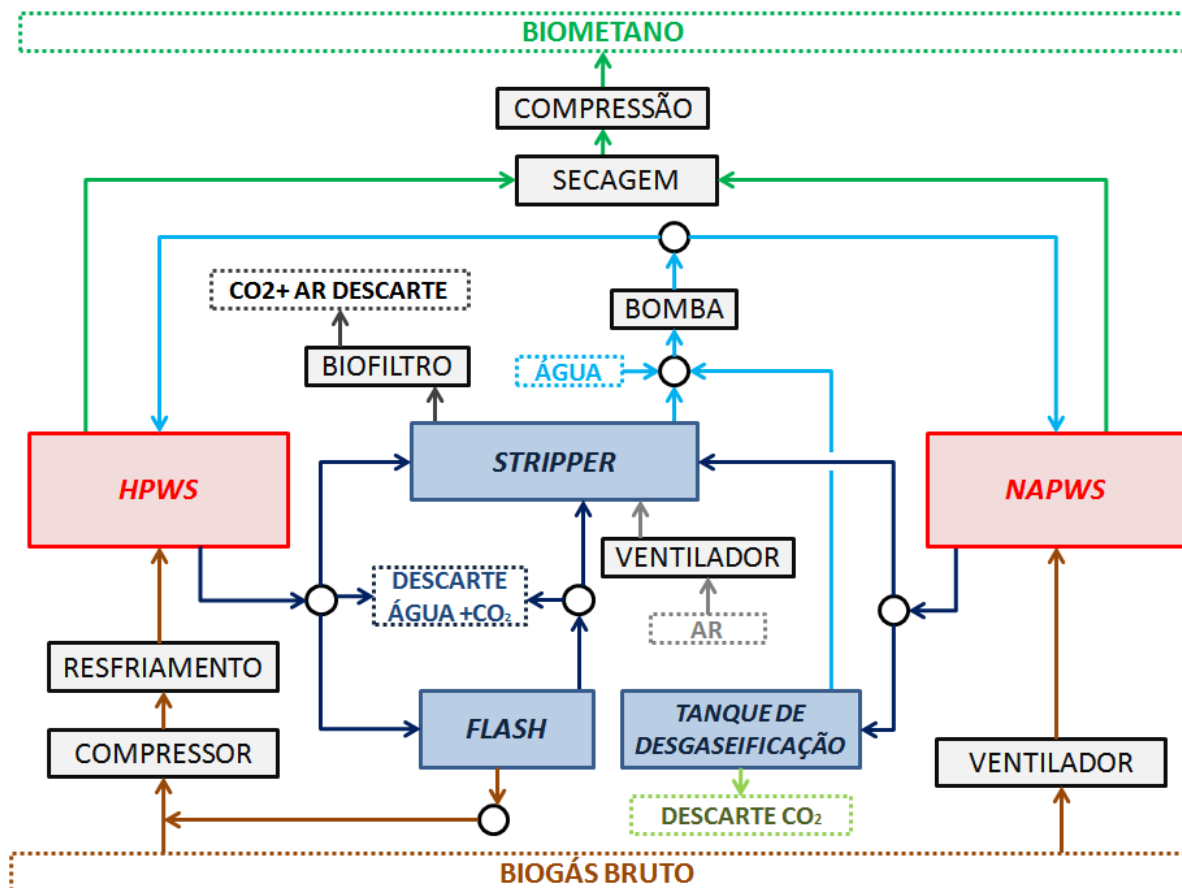 BIOMETANO
COMPRESSÃO
SECAGEM
CO2+ AR DESCARTE
BOMBA
BIOFILTRO
ÁGUA
HPWS
STRIPPER
NAPWS
VENTILADOR
DESCARTE
ÁGUA +CO₂
AR
RESFRIAMENTO
FLASH
TANQUE DE
DESGASEIFICAÇÃO
COMPRESSOR
VENTILADOR
DESCARTE CO₂
BIOGÁS BRUTO